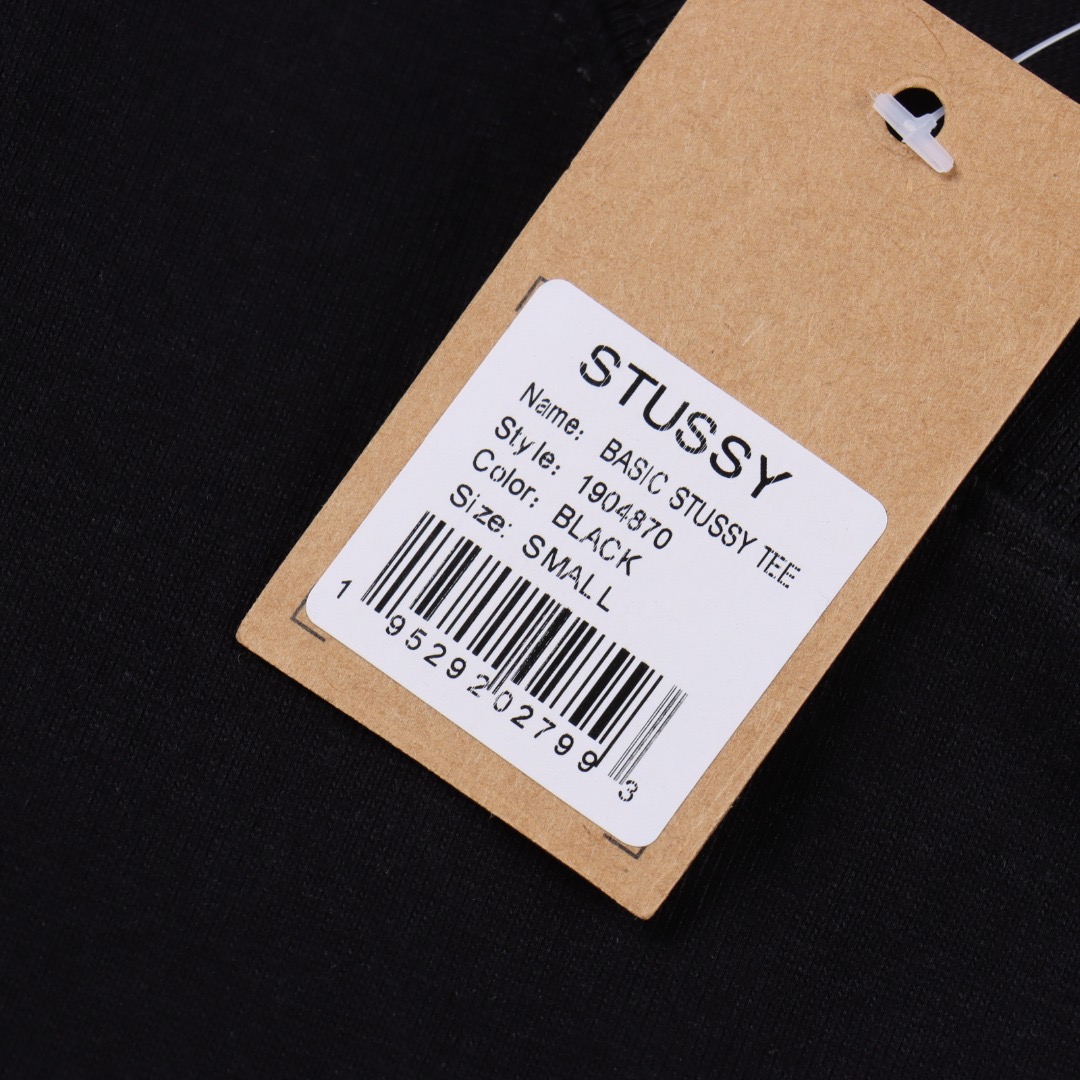 STUSSY
Name: BASIC STUSSY TEE
Style: 1904870
Color: BLACK
Size: SMALL
1 95292 02799 3